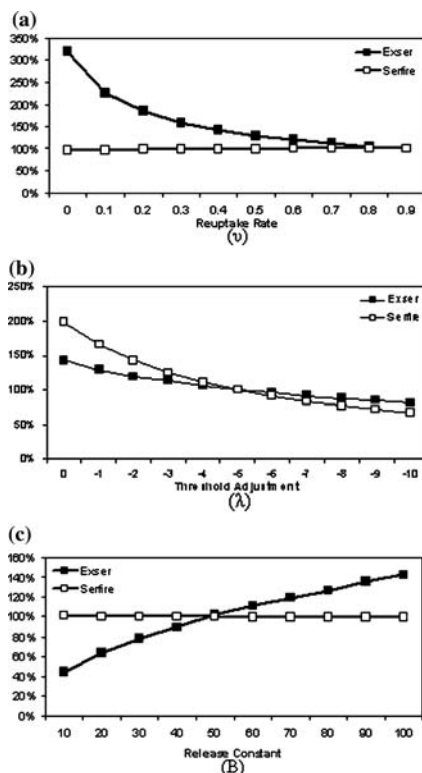 (a)
350%
300%
250%
200%
150%
100%
50%
0%
Exser
Serfire
0 0.1 0.2 0.3 0.4 0.5 0.6 0.7 0.8 0.9
Reuptake Rate
(υ)
(b)
250%
200%
150%
100%
50%
0%
Exser
Serfire
0 -1 -2 -3 -4 -5 -6 -7 -8 -9 -10
Threshold Adjustment
(λ)
(c)
160%
140%
120%
100%
80%
60%
40%
20%
0%
Exser
Serfire
10 20 30 40 50 60 70 80 90 100
Release Constant
(B)